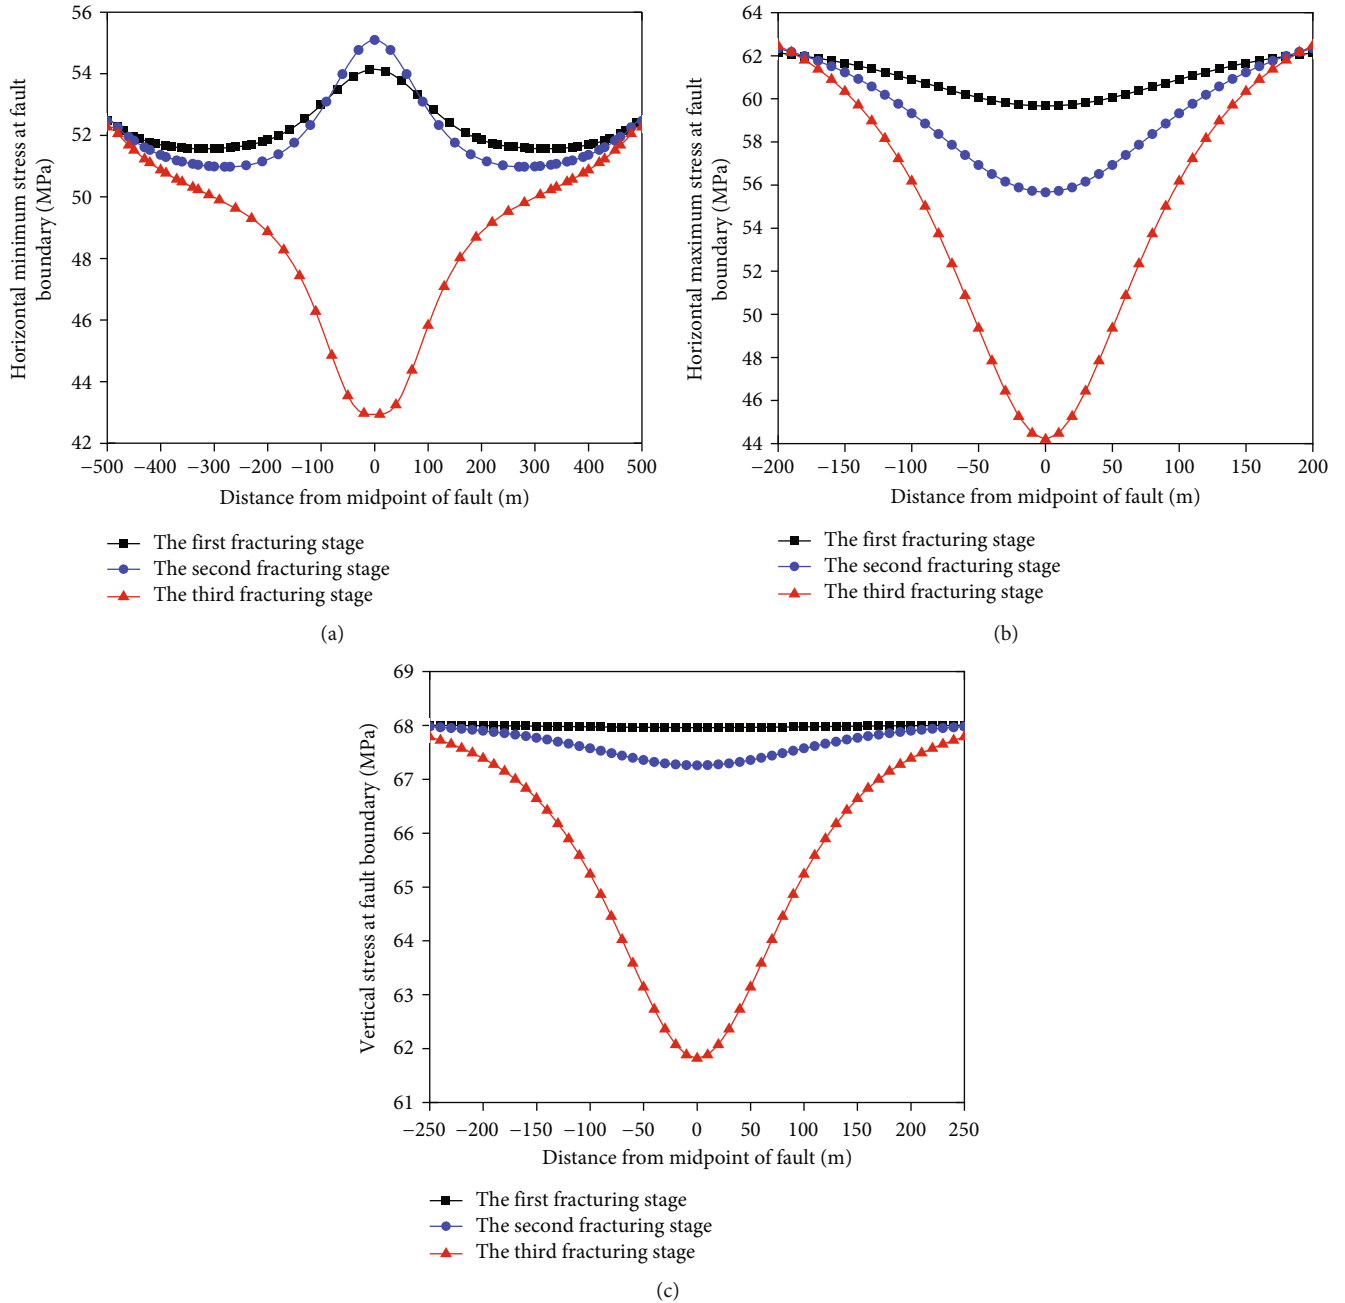 56
54
52
50
48
46
44
42
Horizontal minimum stress at fault
boundary (MPa)
−500 −400 −300 −200 −100 0 100 200 300 400 500
Distance from midpoint of fault (m)
The first fracturing stage
The second fracturing stage
The third fracturing stage
(a)
64
62
60
58
56
54
52
50
48
46
44
Horizontal maximum stress at fault
boundary (MPa)
−200 −150 −100 −50 0 50 100 150 200
Distance from midpoint of fault (m)
The first fracturing stage
The second fracturing stage
The third fracturing stage
(b)
69
68
67
66
65
64
63
62
61
Vertical stress at fault boundary (MPa)
−250 −200 −150 −100 −50 0 50 100 150 200 250
Distance from midpoint of fault (m)
The first fracturing stage
The second fracturing stage
The third fracturing stage
(c)